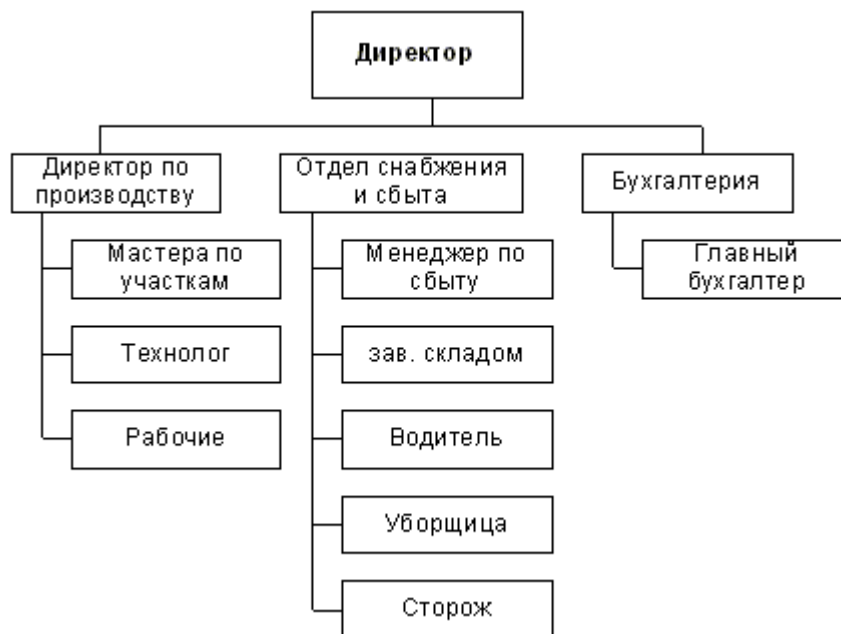 Директор
Директор по
производству
Отдел снабжения
и сбыта
Бухгалтерия
Мастера по
участкам
Менеджер по
сбыту
Главный
бухгалтер
Технолог
зав. складом
Рабочие
Водитель
Уборщица
Сторож